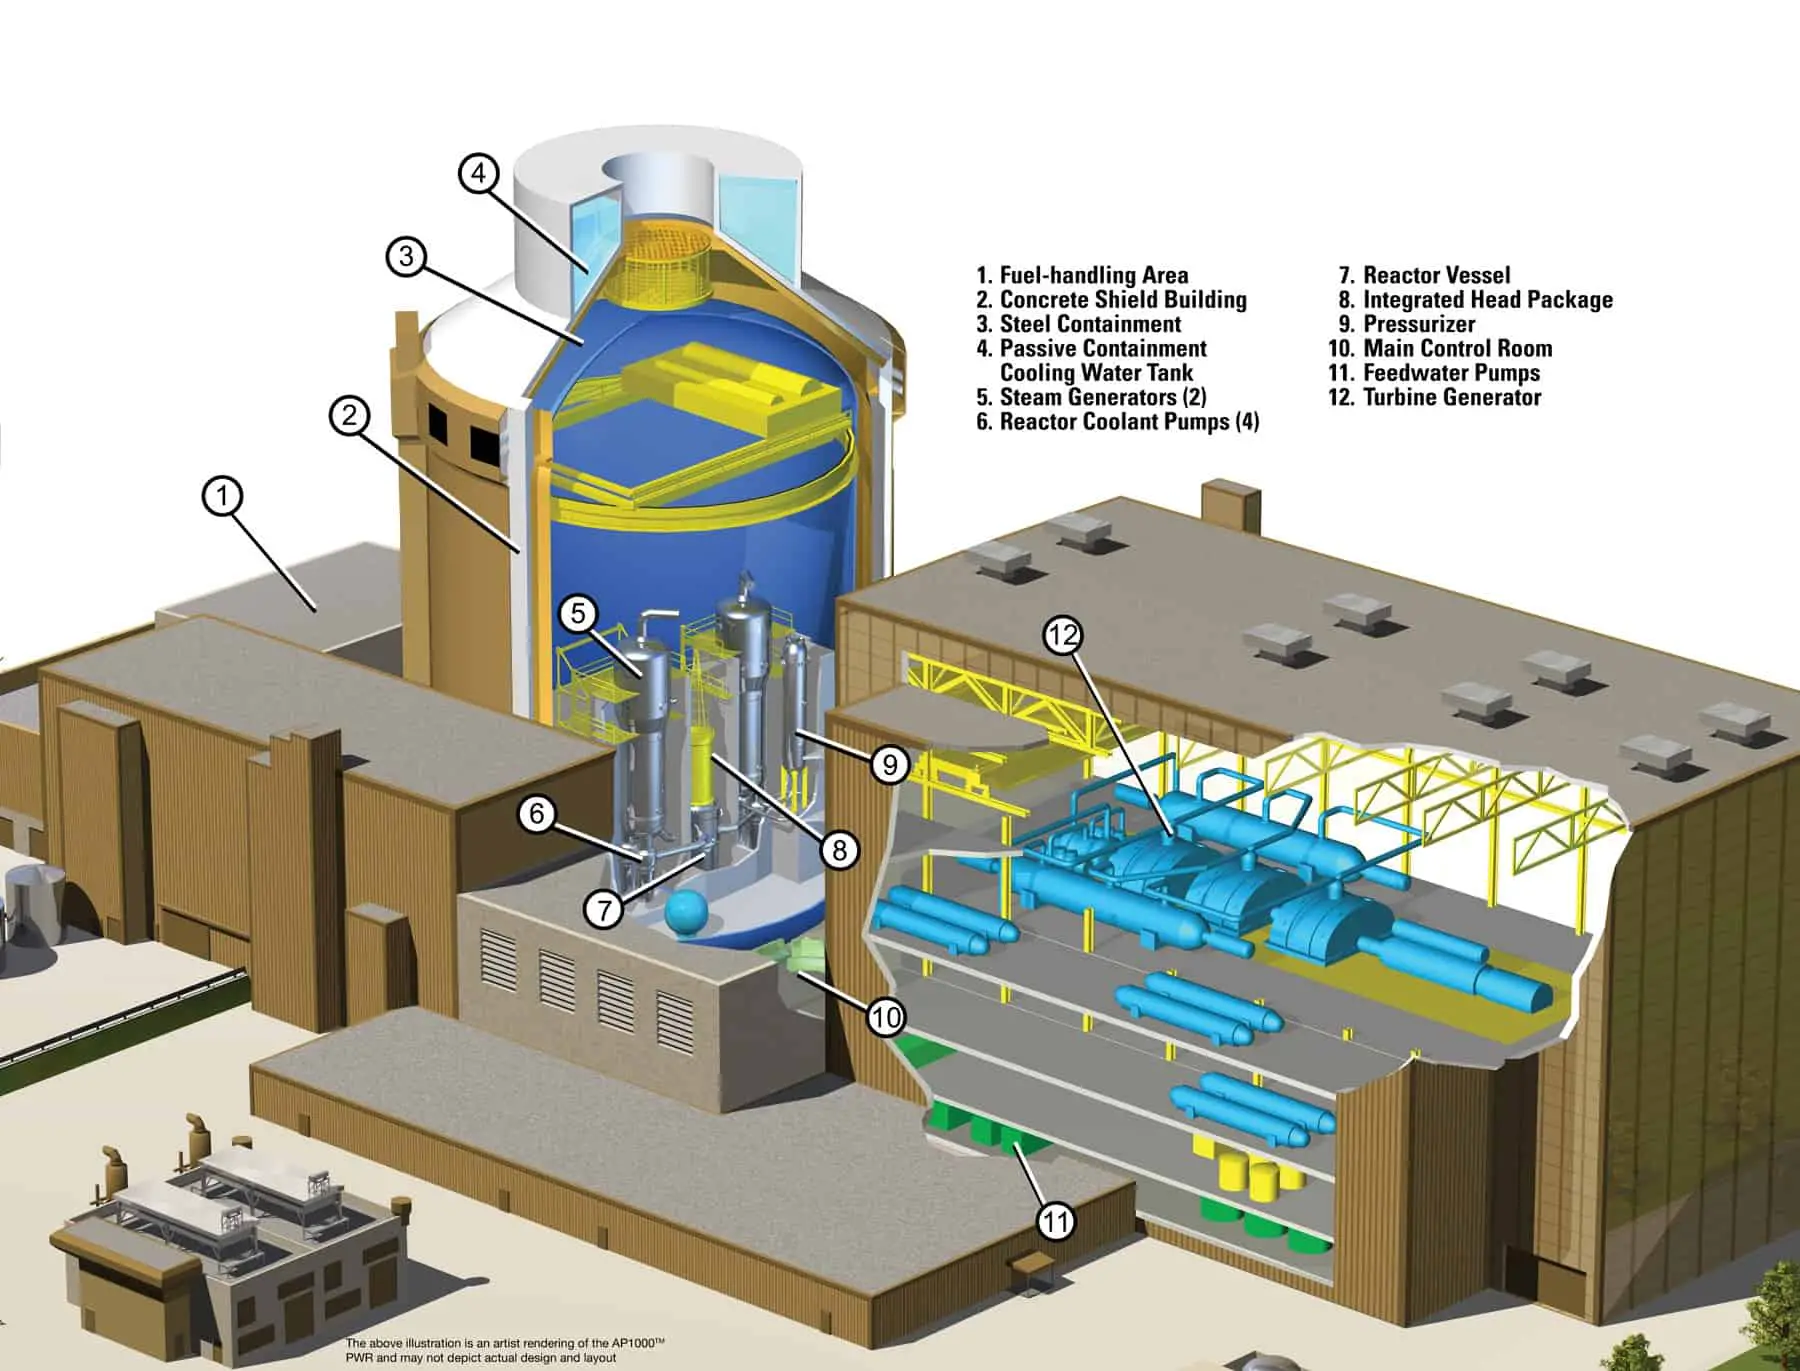 4
3
2
1
5
12
9
6
8
7
10
11
1. Fuel-handling Area
2. Concrete Shield Building
3. Steel Containment
4. Passive Containment
Cooling Water Tank
5. Steam Generators (2)
6. Reactor Coolant Pumps (4)
7. Reactor Vessel
8. Integrated Head Package
9. Pressurizer
10. Main Control Room
11. Feedwater Pumps
12. Turbine Generator
The above illustration is an artist rendering of the AP1000™
PWR and may not depict actual design and layout